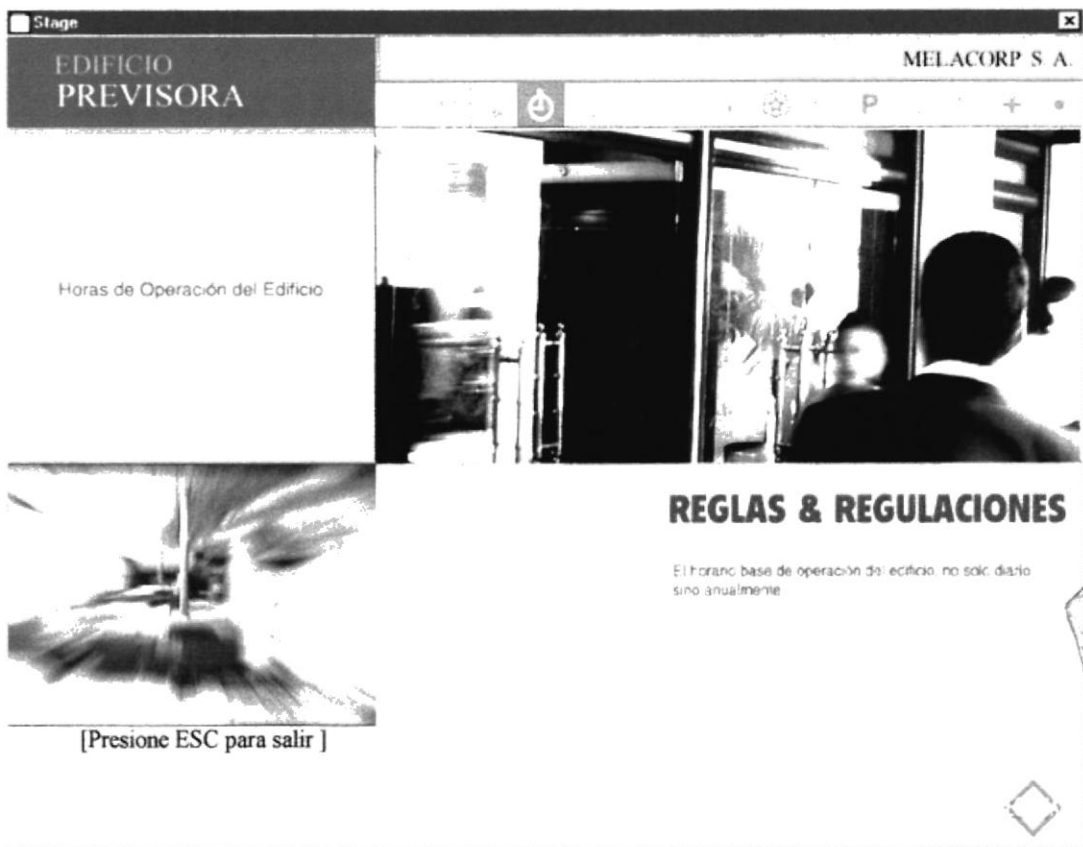 Stage
EDIFICIO
PREVISORA
MELACORP S A.
P
Horas de Operación del Edificio
REGLAS & REGULACIONES
El horario base de operación del edificio, no solo diario
sino anualmente
[Presione ESC para salir ]